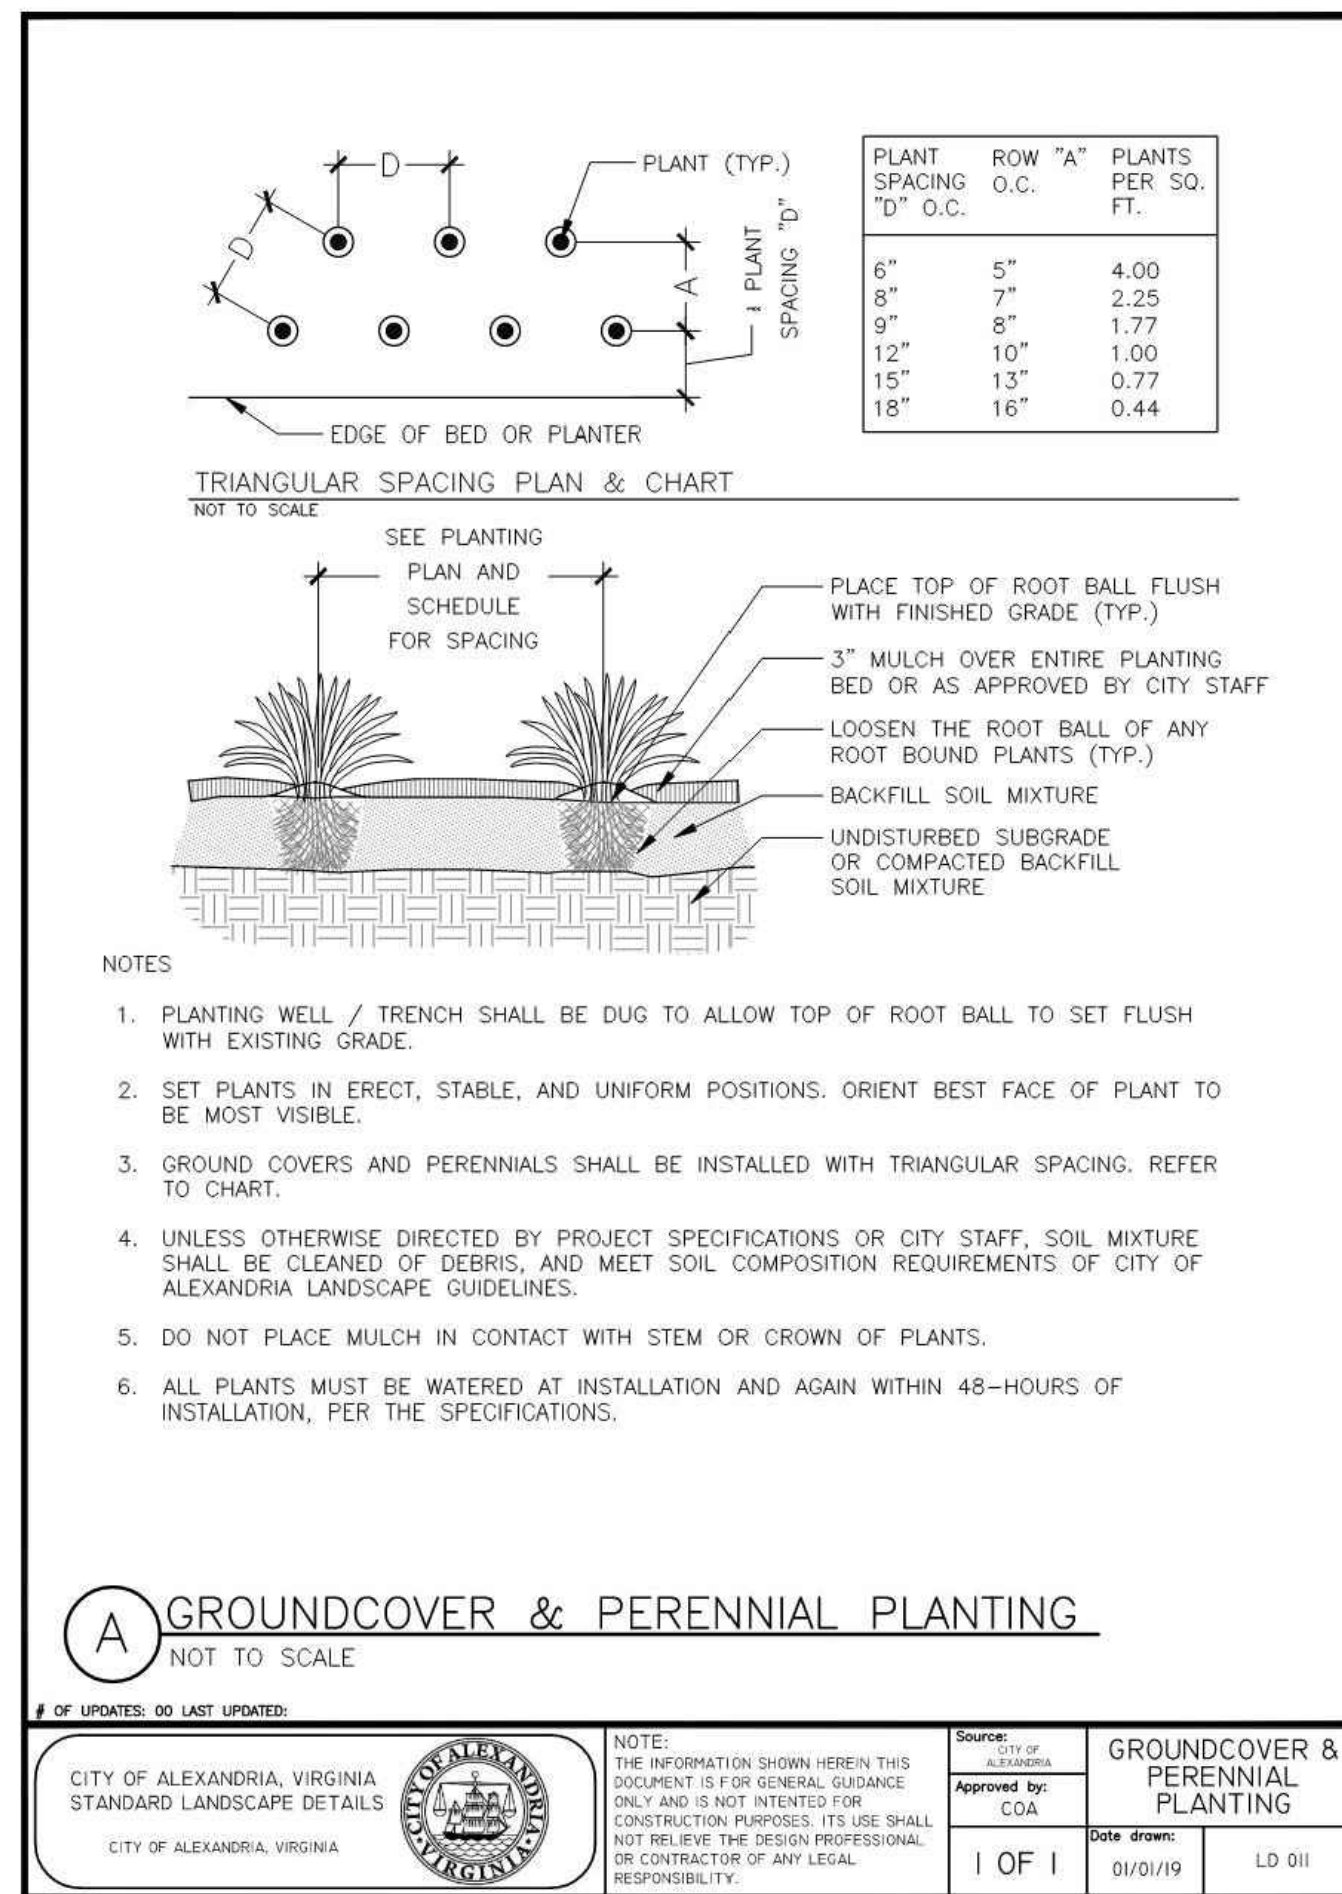 D
PLANT (TYP.)
D
A
PLANT
SPACING "D"
EDGE OF BED OR PLANTER
PLANT SPACING "D" O.C. ROW "A" O.C. PLANTS PER SQ. FT.
6" 5" 4.00
8" 7" 2.25
9" 8" 1.77
12" 10" 1.00
15" 13" 0.77
18" 16" 0.44
TRIANGULAR SPACING PLAN & CHART
NOT TO SCALE
SEE PLANTING
PLAN AND
SCHEDULE
FOR SPACING
PLACE TOP OF ROOT BALL FLUSH
WITH FINISHED GRADE (TYP.)
3" MULCH OVER ENTIRE PLANTING
BED OR AS APPROVED BY CITY STAFF
LOOSEN THE ROOT BALL OF ANY
ROOT BOUND PLANTS (TYP.)
BACKFILL SOIL MIXTURE
UNDISTURBED SUBGRADE
OR COMPACTED BACKFILL
SOIL MIXTURE
NOTES
1. PLANTING WELL / TRENCH SHALL BE DUG TO ALLOW TOP OF ROOT BALL TO SET FLUSH
WITH EXISTING GRADE.
2. SET PLANTS IN ERECT, STABLE, AND UNIFORM POSITIONS. ORIENT BEST FACE OF PLANT TO
BE MOST VISIBLE.
3. GROUND COVERS AND PERENNIALS SHALL BE INSTALLED WITH TRIANGULAR SPACING. REFER
TO CHART.
4. UNLESS OTHERWISE DIRECTED BY PROJECT SPECIFICATIONS OR CITY STAFF, SOIL MIXTURE
SHALL BE CLEANED OF DEBRIS, AND MEET SOIL COMPOSITION REQUIREMENTS OF CITY OF
ALEXANDRIA LANDSCAPE GUIDELINES.
5. DO NOT PLACE MULCH IN CONTACT WITH STEM OR CROWN OF PLANTS.
6. ALL PLANTS MUST BE WATERED AT INSTALLATION AND AGAIN WITHIN 48-HOURS OF
INSTALLATION, PER THE SPECIFICATIONS.
A
GROUNDCOVER & PERENNIAL PLANTING
NOT TO SCALE
# OF UPDATES: 00 LAST UPDATED:
CITY OF ALEXANDRIA, VIRGINIA
STANDARD LANDSCAPE DETAILS
CITY OF ALEXANDRIA, VIRGINIA
CITY OF ALEXANDRIA VIRGINIA
NOTE:
THE INFORMATION SHOWN HEREIN THIS
DOCUMENT IS FOR GENERAL GUIDANCE
ONLY AND IS NOT INTENTED FOR
CONSTRUCTION PURPOSES. ITS USE SHALL
NOT RELIEVE THE DESIGN PROFESSIONAL
OR CONTRACTOR OF ANY LEGAL
RESPONSIBILITY.
Source:
CITY OF
ALEXANDRIA
Approved by:
COA
1 OF 1
GROUNDCOVER &
PERENNIAL
PLANTING
Date drawn:
01/01/19
LD 011